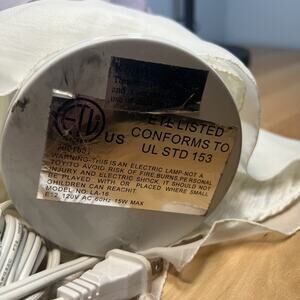 ETL LISTED
CONFORMS TO
UL STD 153
US
WARNING-THIS IS AN ELECTRIC LAMP-NOT A
TOY!TO AVOID RISK OF FIRE,BURNS,PERSONAL
INJURY AND ELECTRIC SHOCK, IT SHOULD NOT
BE PLAYED WITH OR PLACED WHERE SMALL
CHILDREN CAN REACH IT.
MODEL NO: LA-16
E12 120V AC 60Hz 15W MAX